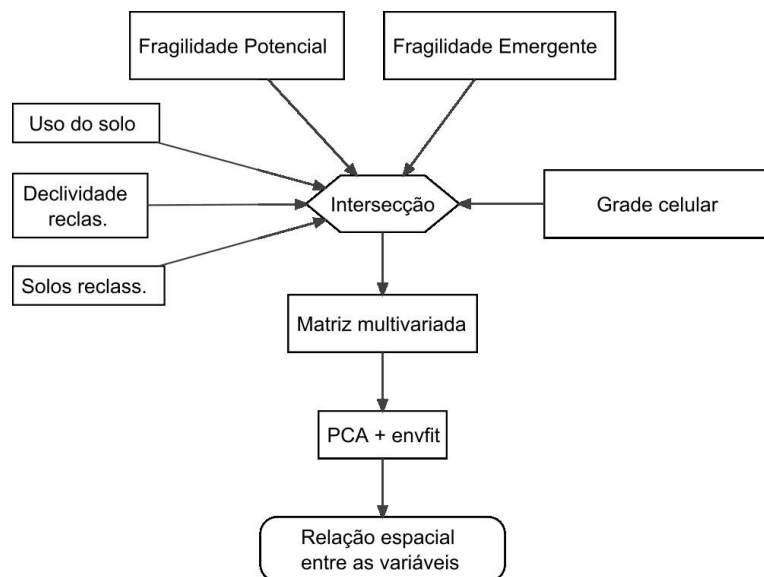 Fragilidade Potencial
Fragilidade Emergente
Uso do solo
Declividade
reclas.
Solos reclass.
Intersecção
Grade celular
Matriz multivariada
PCA + envfit
Relação espacial
entre as variáveis